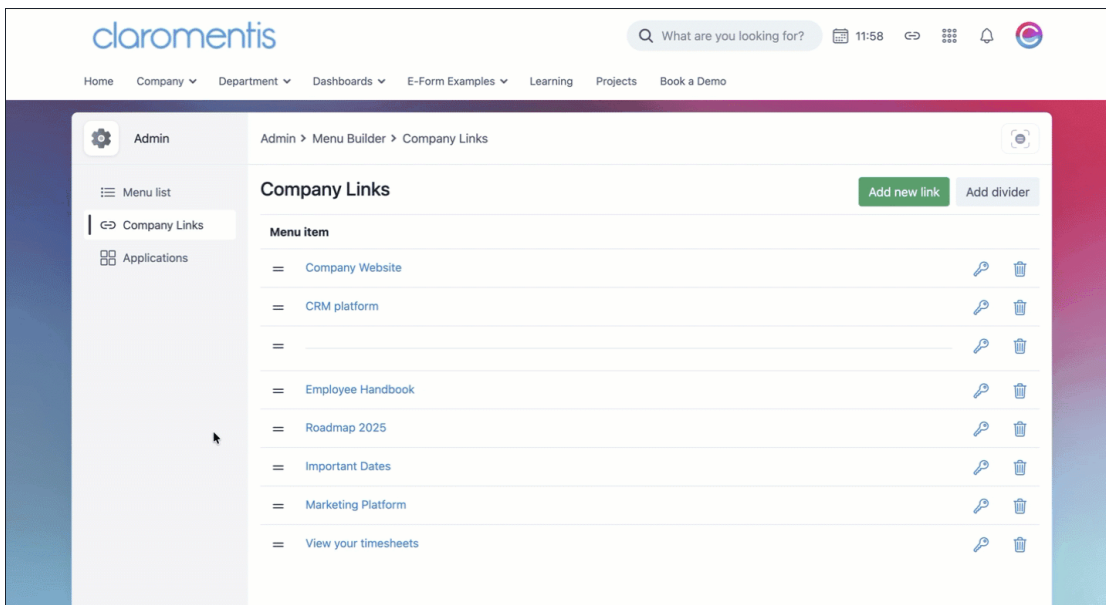 claromentis
What are you looking for?
11:58
Home Company Department Dashboards E-Form Examples Learning Projects Book a Demo
Admin
Admin > Menu Builder > Company Links
Menu list
Company Links
Applications
Company Links
Add new link
Add divider
Menu item
Company Website
CRM platform
Employee Handbook
Roadmap 2025
Important Dates
Marketing Platform
View your timesheets